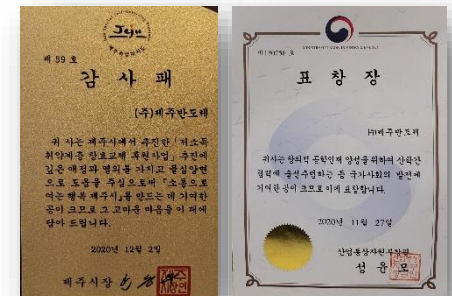 Jeju
제 59 호
감 사 패
(주)제주반도체
귀 사는 제주시에서 추진한 「저소득
취약계층 참효교체 후원사업」 추진에
깊은 애정과 열의를 가지고 물심양면
으로 도움을 주심으로써 『소통으로
여는 행복 제주시』를 만드는 데 기여한
공이 크므로 그 고마운 마음을 이 패에
담아 드립니다.
2020년 12월 2일
제주시장
표 창 장
㈜제주반도체
귀사는 창의적 공학인재 양성을 위하여 산학간
협력에 솔선수범하는 등 국가사회의 발전에
기여한 공이 크므로 이에 표창합니다.
2020년 11월 27일
산업통상자원부장관
성 윤 모